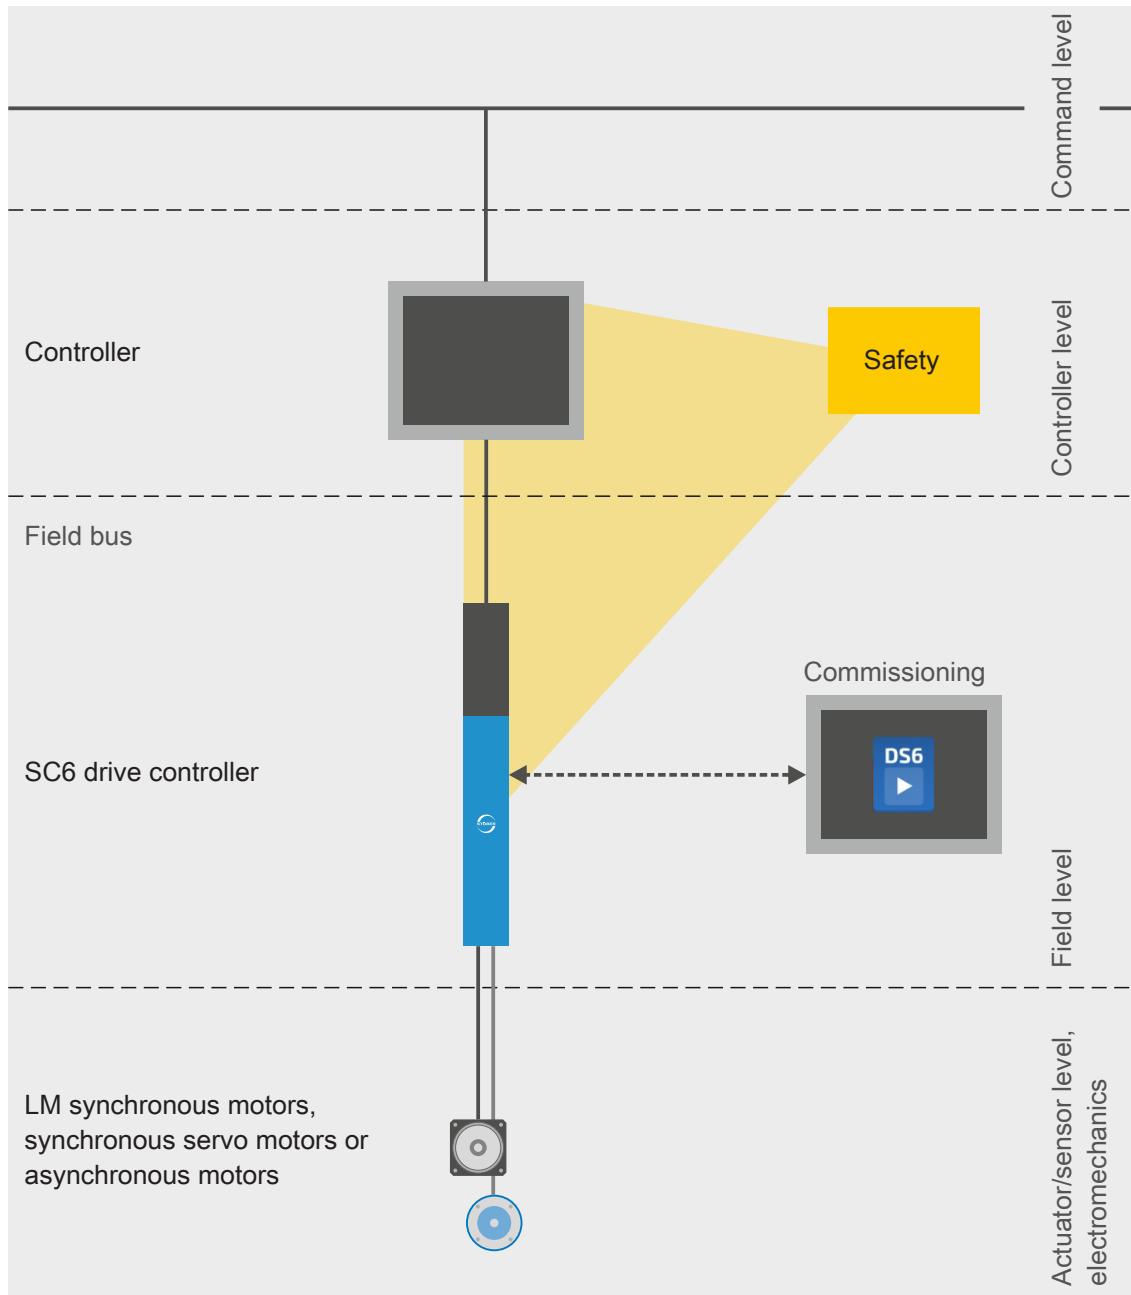 Command level
Controller
Safety
Controller level
Field bus
Commissioning
DS6
SC6 drive controller
Field level
LM synchronous motors,
synchronous servo motors or
asynchronous motors
Actuator/sensor level,
electromechanics